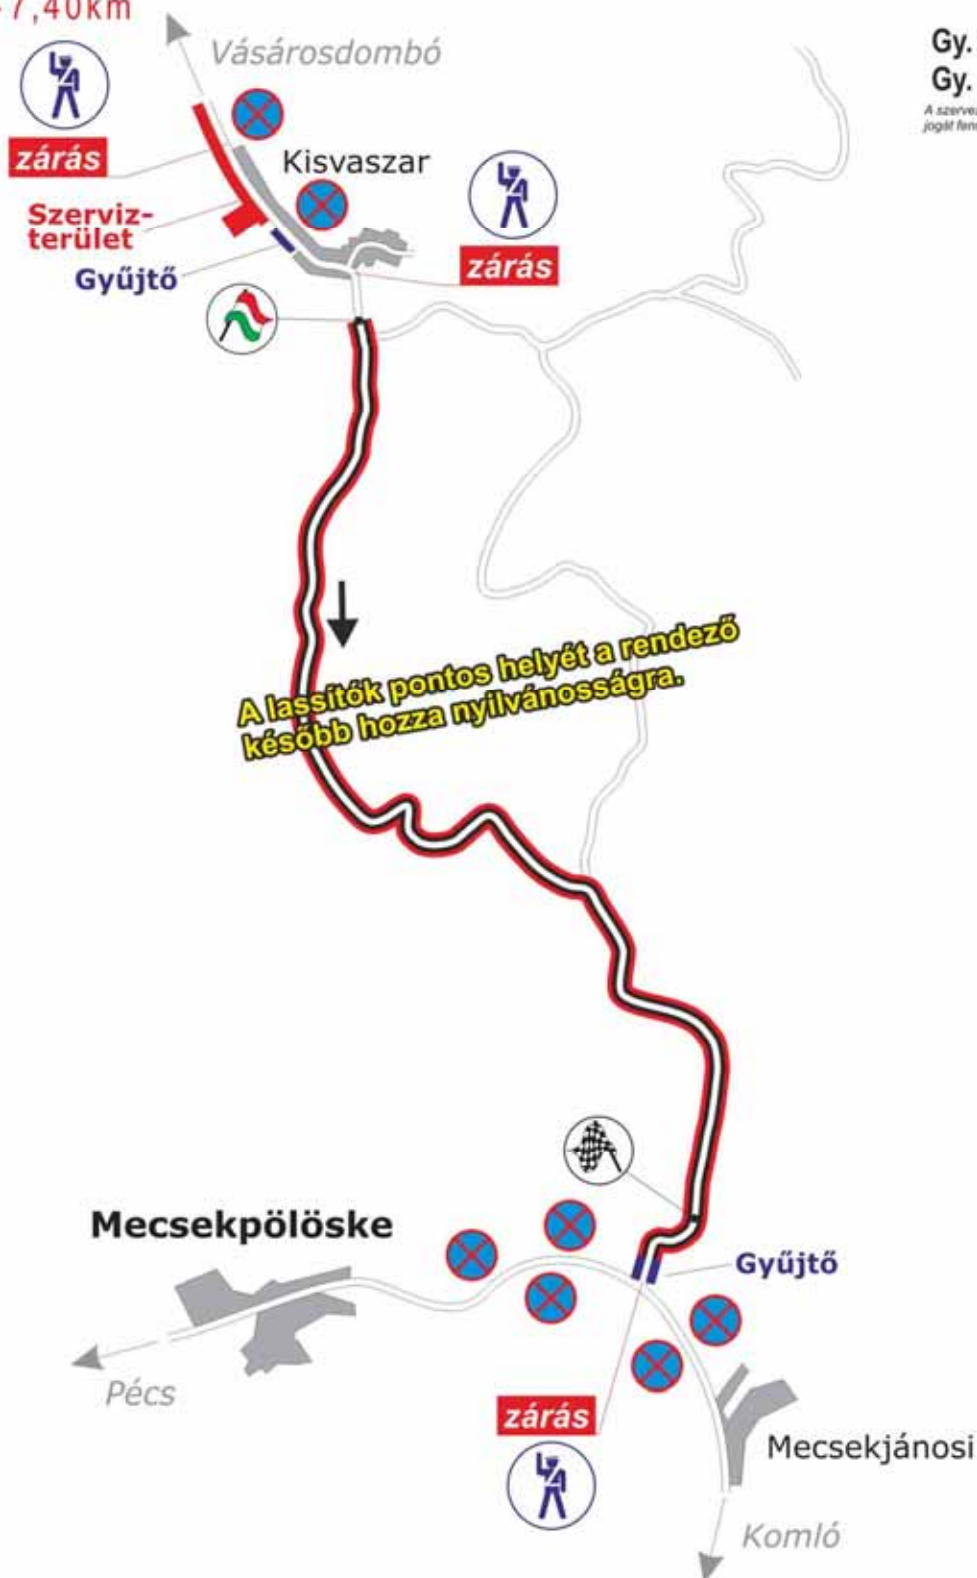 7,40km
Vásárosdombó
Gy.
Gy.
zárás
Kisvaszar
Szerviz-
terület
zárás
Gyűjtő
A lassítók pontos helyét a rendező
később hozza nyilvánosságra.
Mecsekpölöske
Gyűjtő
Pécs
zárás
Mecsekjánosi
Komló